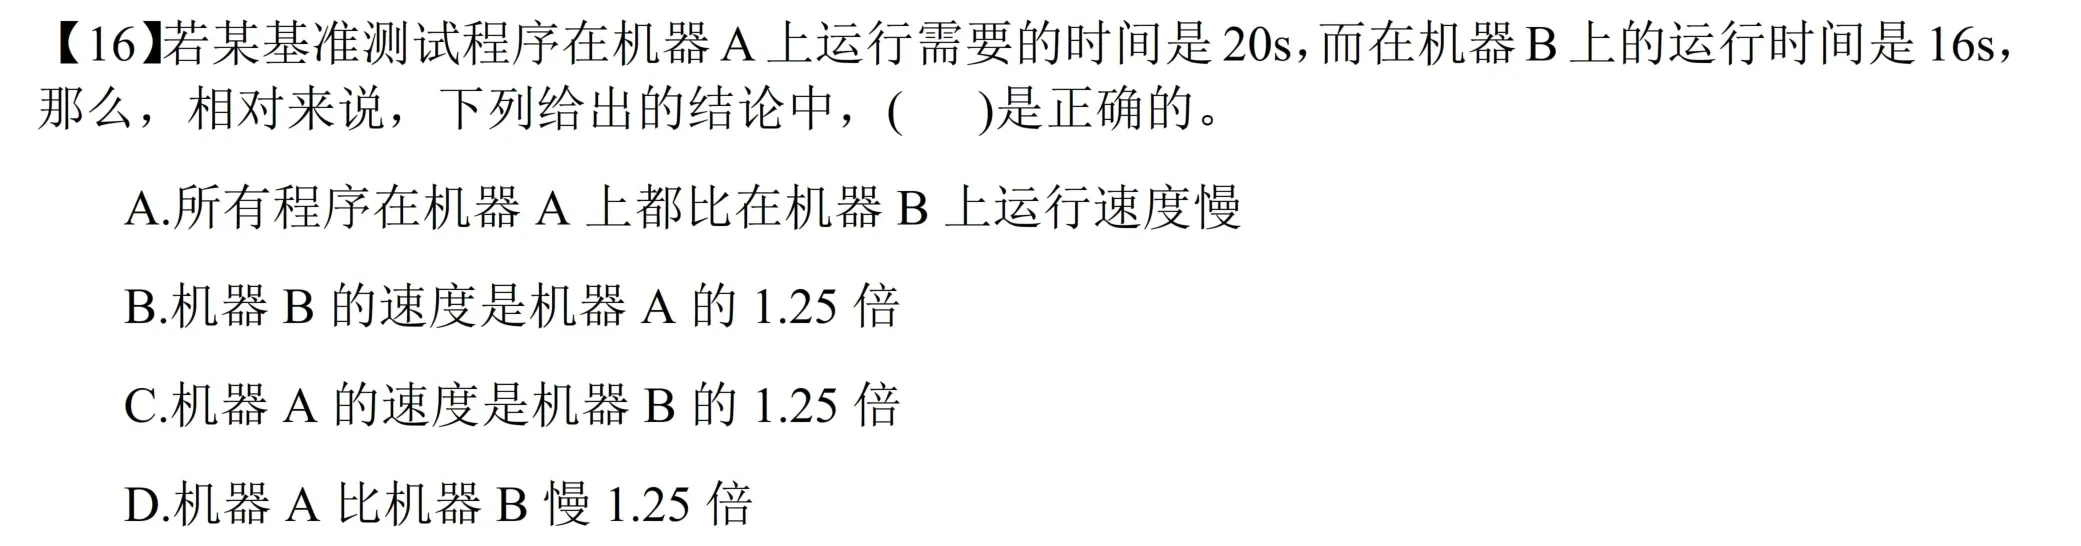 【16】若某基准测试程序在机器 A 上运行需要的时间是 20s，而在机器 B 上的运行时间是 16s，
那么，相对来说，下列给出的结论中，(    )是正确的。
A.所有程序在机器 A 上都比在机器 B 上运行速度慢
B.机器 B 的速度是机器 A 的 1.25 倍
C.机器 A 的速度是机器 B 的 1.25 倍
D.机器 A 比机器 B 慢 1.25 倍